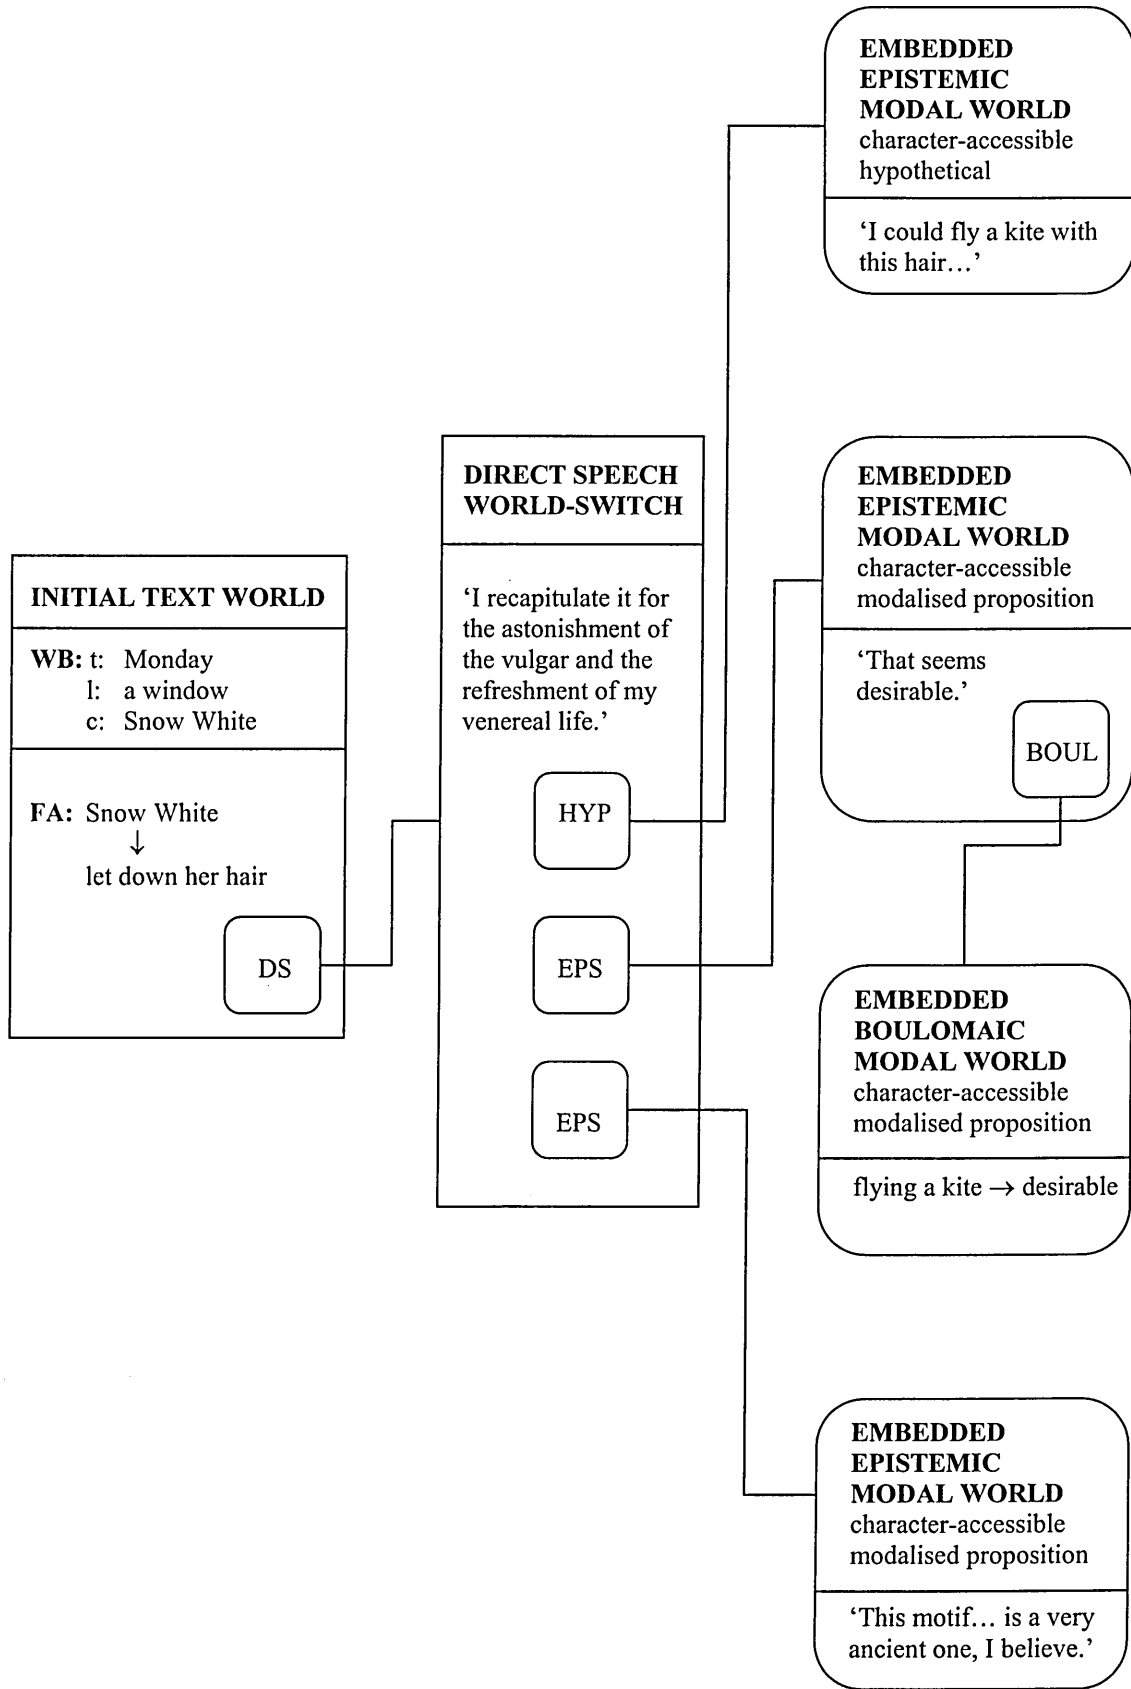 INITIAL TEXT WORLD
WB: t: Monday
l: a window
c: Snow White
FA: Snow White
↓
let down her hair
DS
DIRECT SPEECH
WORLD-SWITCH
‘I recapitulate it for
the astonishment of
the vulgar and the
refreshment of my
venereal life.’
HYP
EPS
EPS
EMBEDDED
EPISTEMIC
MODAL WORLD
character-accessible
hypothetical
‘I could fly a kite with
this hair…’
EMBEDDED
EPISTEMIC
MODAL WORLD
character-accessible
modalised proposition
‘That seems
desirable.’
BOUL
EMBEDDED
BOULOMAIC
MODAL WORLD
character-accessible
modalised proposition
flying a kite → desirable
EMBEDDED
EPISTEMIC
MODAL WORLD
character-accessible
modalised proposition
‘This motif… is a very
ancient one, I believe.’